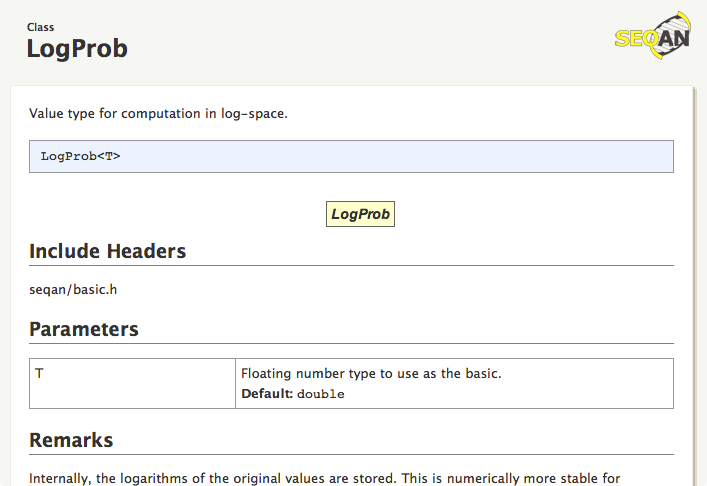 Class
LogProb
SEQAN
Value type for computation in log-space.
LogProb<T>
LogProb
Include Headers
seqan/basic.h
Parameters
T
Floating number type to use as the basic.
Default: double
Remarks
Internally, the logarithms of the original values are stored. This is numerically more stable for